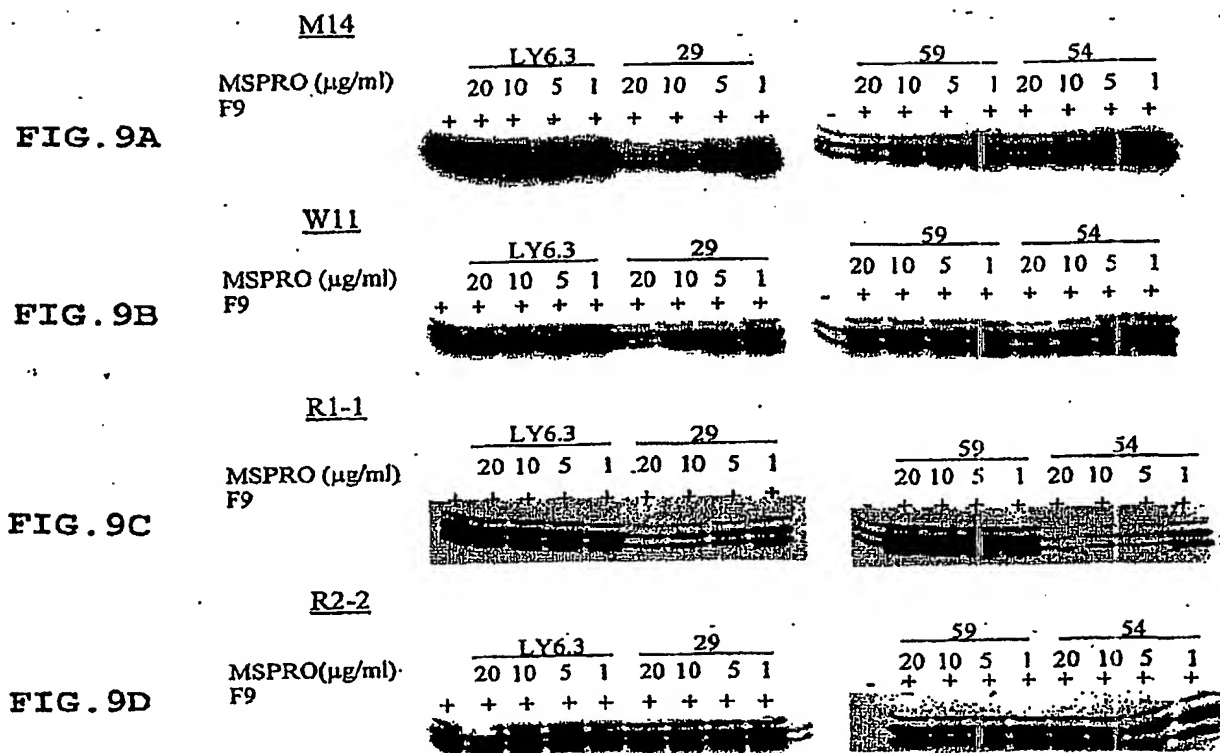 M14
LY6.3 29 59 54
MSPRO (µg/ml) 20 10 5 1 20 10 5 1 20 10 5 1 20 10 5 1
F9 + + + + + + + + + - + + + + + + + +
FIG.9A
W11
LY6.3 29 59 54
MSPRO (µg/ml) 20 10 5 1 20 10 5 1 20 10 5 1 20 10 5 1
F9 + + + + + + + + + - + + + + + + + +
FIG.9B
R1-1
LY6.3 29 59 54
MSPRO (µg/ml) 20 10 5 1 20 10 5 1 20 10 5 1 20 10 5 1
F9 + + + + + + + + + - + + + + + + + +
FIG.9C
R2-2
LY6.3 29 59 54
MSPRO(µg/ml) 20 10 5 1 20 10 5 1 20 10 5 1 20 10 5 1
F9 + + + + + + + + + - + + + + + + + +
FIG.9D